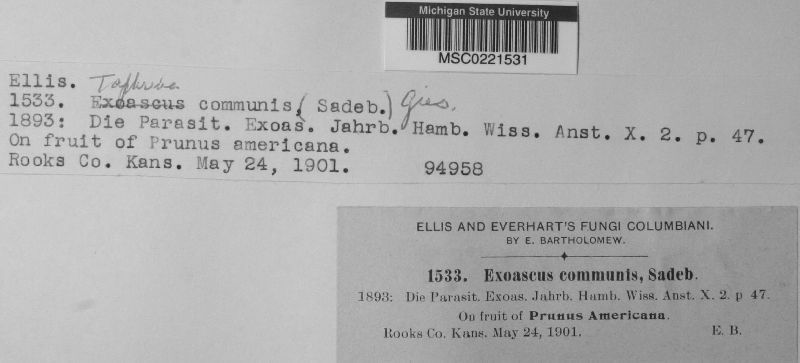 Michigan State University
MSC0221531
Ellis. Taphrina
1533. Exoascus communis, (Sadeb.) Gies.
1893: Die Parasit. Exoas. Jahrb. Hamb. Wiss. Anst. X. 2. p. 47.
On fruit of Prunus americana.
Rooks Co. Kans. May 24, 1901. 94958
ELLIS AND EVERHART'S FUNGI COLUMBIANI.
BY E. BARTHOLOMEW.
1533. Exoascus communis, Sadeb.
1893: Die Parasit. Exoas. Jahrb. Hamb. Wiss. Anst. X. 2. p 47.
On fruit of Prunus Americana.
Rooks Co. Kans. May 24, 1901. E. B.